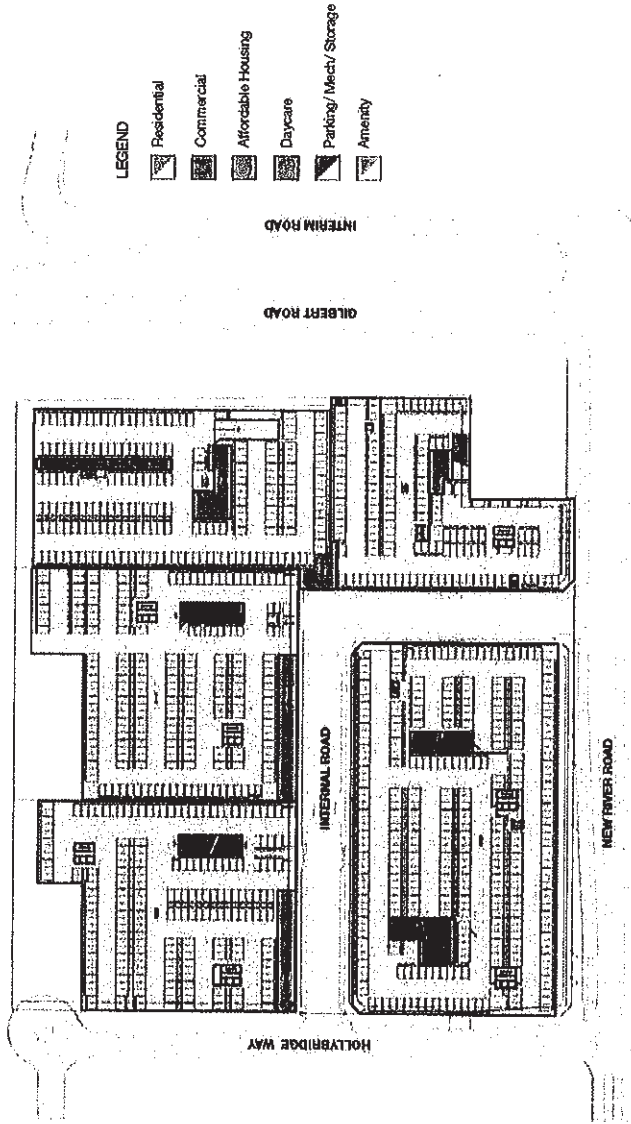 LEGEND
Residential
Commercial
Affordable Housing
Daycare
Parking/ Mech/ Storage
Amenity
INTERIM ROAD
GILBERT ROAD
INTERNAL ROAD
NEW RIVER ROAD
HOLLYBRIDGE WAY